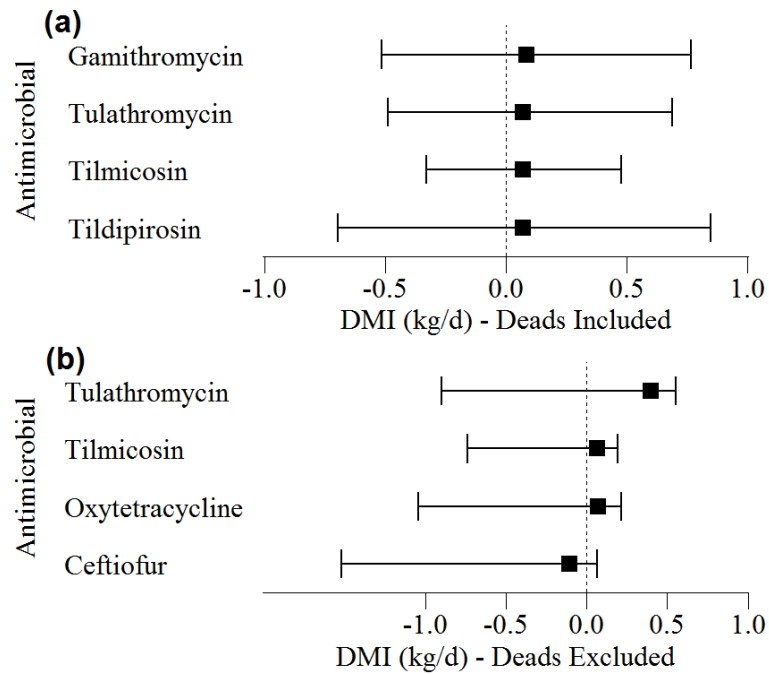 (a)
Antimicrobial
Gamithromycin
Tulathromycin
Tilmicosin
Tildipirosin
-1.0 -0.5 0.0 0.5 1.0
DMI (kg/d) - Deads Included
(b)
Antimicrobial
Tulathromycin
Tilmicosin
Oxytetracycline
Ceftiofur
-1.0 -0.5 0.0 0.5 1.0
DMI (kg/d) - Deads Excluded